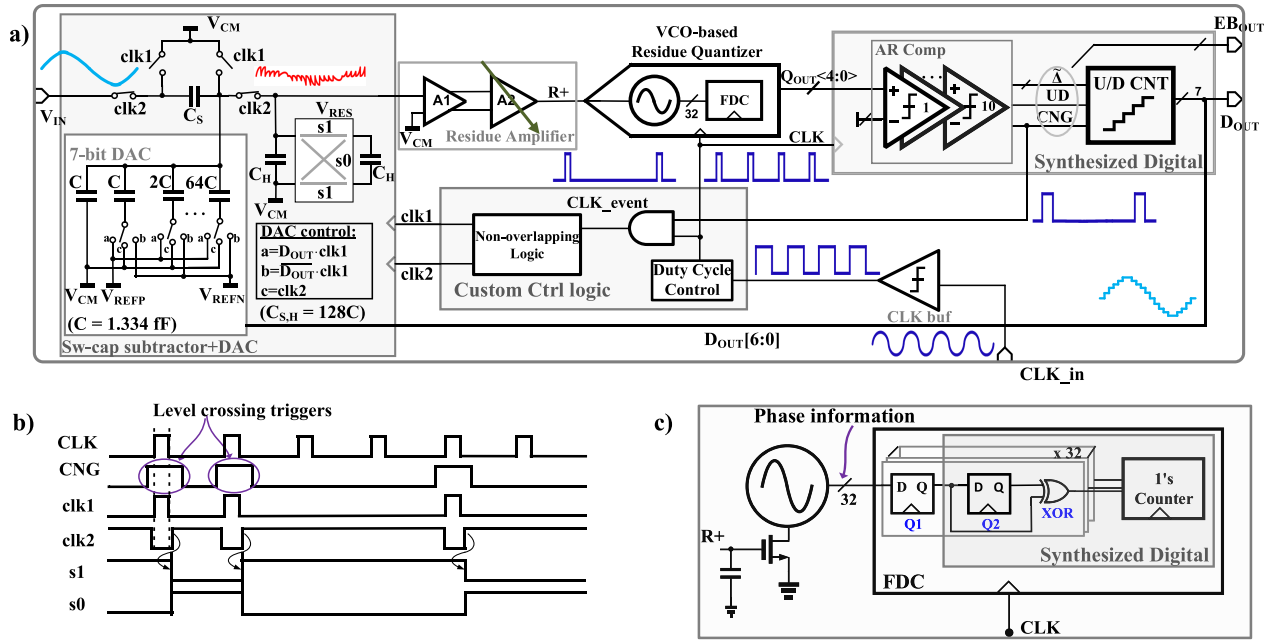 a)
V_CM
clk1
clk1
clk2
C_S
clk2
V_IN
7-bit DAC
C
C
2C
64C
a
c
b
a
c
b
a
c
b
V_CM
V_REFP
V_REFN
(C = 1.334 fF)
Sw-cap subtractor+DAC
V_RES
s1
s0
s1
C_H
C_H
V_CM
DAC control:
a=D_OUT·clk1
b=D_OUT·clk1
c=clk2
(C_S,H = 128C)
A1
A2
V_CM
R+
Residue Amplifier
VCO-based
Residue Quantizer
32
FDC
Q_OUT<4:0>
CLK
AR Comp
1
10
Δ̃
UD
CNG
U/D CNT
7
EB_OUT
D_OUT
Synthesized Digital
clk1
clk2
Non-overlapping
Logic
CLK_event
Duty Cycle
Control
Custom Ctrl logic
CLK buf
D_OUT[6:0]
CLK_in
b)
Level crossing triggers
CLK
CNG
clk1
clk2
s1
s0
c)
Phase information
32
R+
x 32
D Q
Q1
D Q
Q2
XOR
1's
Counter
Synthesized Digital
FDC
CLK